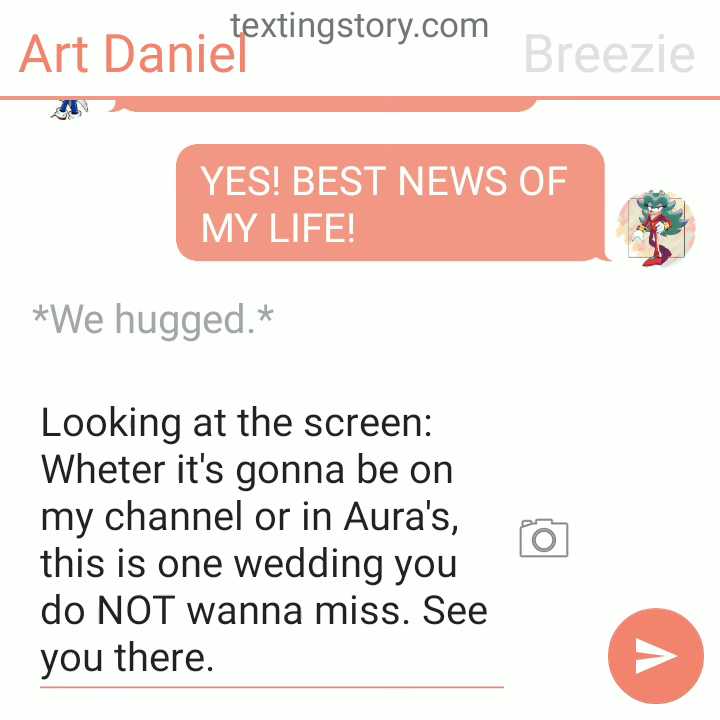 textingstory.com
Art Daniel
Breezie
YES! BEST NEWS OF
MY LIFE!
*We hugged.*
Looking at the screen:
Wheter it's gonna be on
my channel or in Aura's,
this is one wedding you
do NOT wanna miss. See
you there.